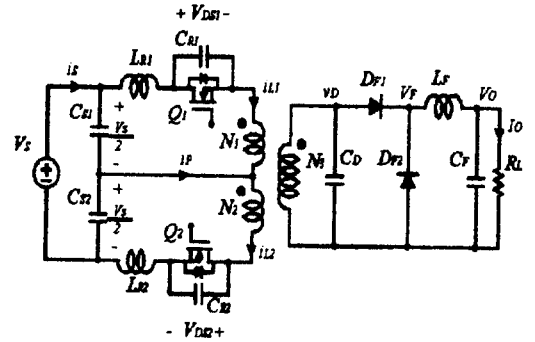 + VDS1 -
CR1
LR1
iS
iL1
Q1
CS1
+
VS
2
-
N1
VS
iP
+
CS2
VS
2
-
N2
Q2
iL2
LR2
CR2
- VDS2 +
vD
DF1
VF
LF
VO
IO
N3
CD
DF2
CF
RL